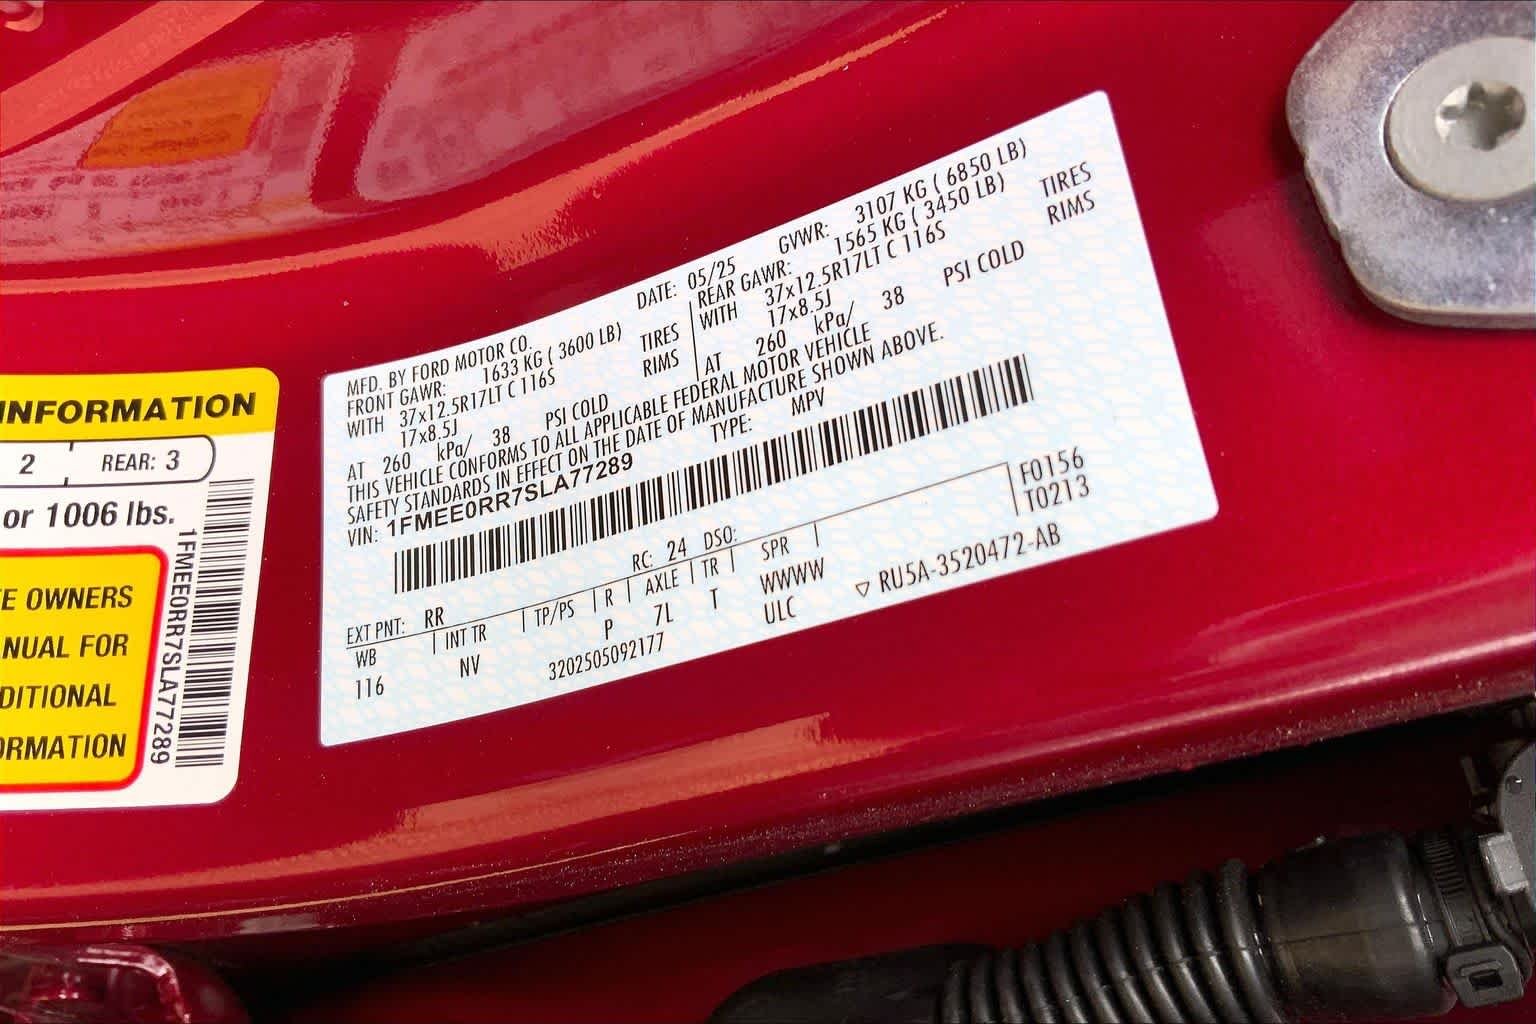 INFORMATION
2 REAR: 3
or 1006 lbs.
E OWNERS
NUAL FOR
DITIONAL
ORMATION
1FMEE0RR7SLA77289
MFD. BY FORD MOTOR CO.
DATE: 05/25 GVWR: 3107 KG ( 6850 LB)
FRONT GAWR: 1633 KG ( 3600 LB)
WITH 37x12.5R17LT C 116S TIRES
17x8.5J RIMS
AT 260 kPa/ 38 PSI COLD
REAR GAWR: 1565 KG ( 3450 LB)
WITH 37x12.5R17LT C 116S TIRES
17x8.5J RIMS
AT 260 kPa/ 38 PSI COLD
THIS VEHICLE CONFORMS TO ALL APPLICABLE FEDERAL MOTOR VEHICLE
SAFETY STANDARDS IN EFFECT ON THE DATE OF MANUFACTURE SHOWN ABOVE.
VIN: 1FMEE0RR7SLA77289 TYPE: MPV
F0156
T0213
EXT PNT: RR RC: 24 DSO:
WB INT TR TP/PS R AXLE TR SPR
116 NV P 7L T WWWW
3202505092177 ULC
▽ RU5A-3520472-AB